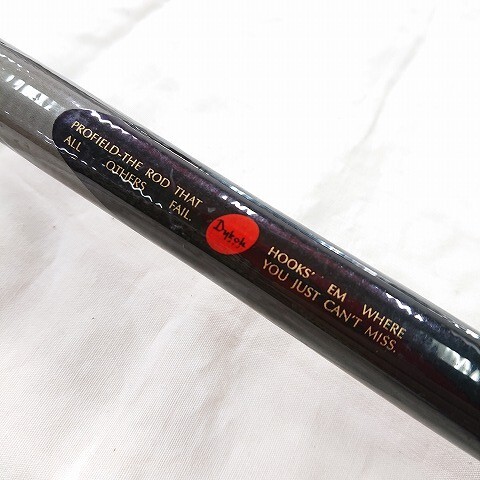 PROFIELD-THE ROD THAT
ALL OTHERS FAIL.
HOOKS' EM WHERE
YOU JUST CAN'T MISS.